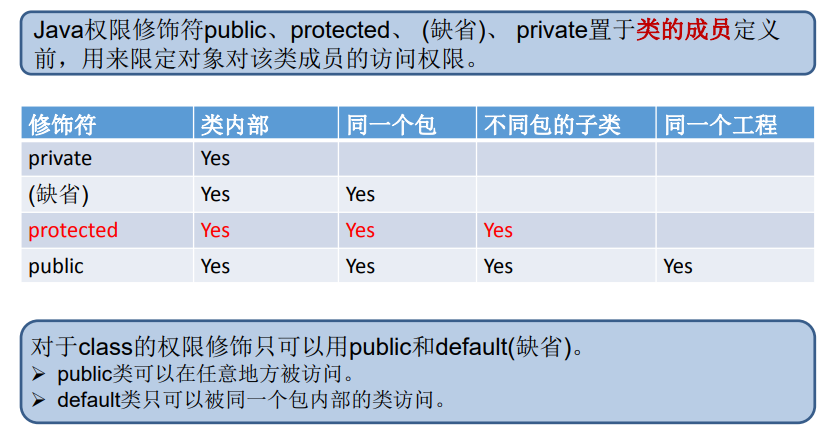 Java权限修饰符public、protected、 (缺省)、 private置于类的成员定义
前，用来限定对象对该类成员的访问权限。
修饰符 类内部 同一个包 不同包的子类 同一个工程
private Yes
(缺省) Yes Yes
protected Yes Yes Yes
public Yes Yes Yes Yes
对于class的权限修饰只可以用public和default(缺省)。
➢ public类可以在任意地方被访问。
➢ default类只可以被同一个包内部的类访问。